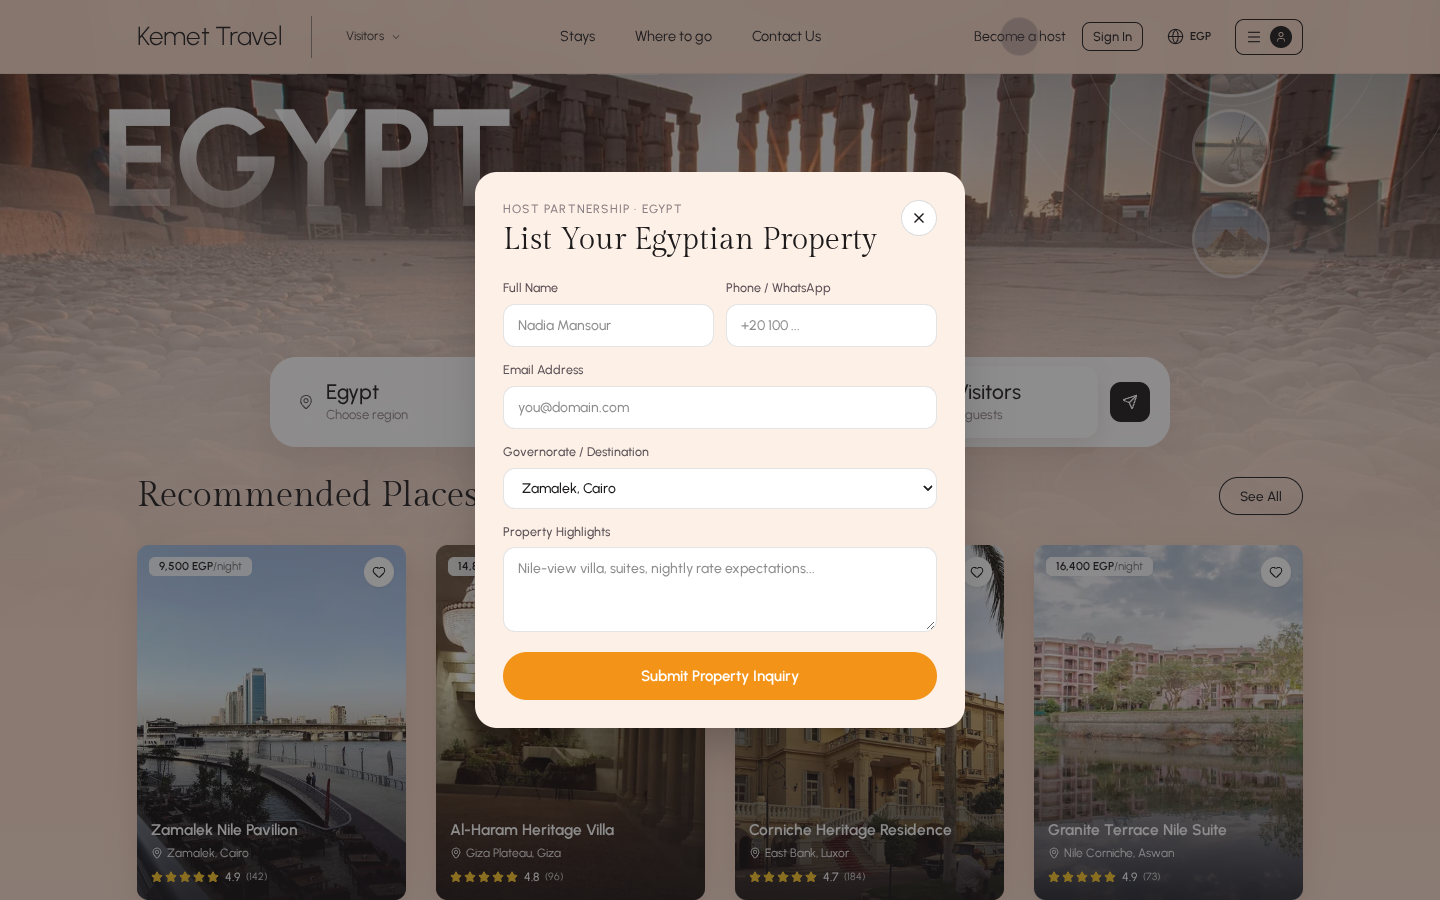 Kemet Travel
Visitors
Stays
Where to go
Contact Us
Become a host
Sign In
EGP
EGYPT
HOST PARTNERSHIP · EGYPT
List Your Egyptian Property
Full Name
Phone / WhatsApp
Nadia Mansour
+20 100 ...
Email Address
you@domain.com
Governorate / Destination
Zamalek, Cairo
Property Highlights
Nile-view villa, suites, nightly rate expectations...
Submit Property Inquiry
Egypt
Choose region
Visitors
guests
Recommended Places
See All
9,500 EGP/night
16,400 EGP/night
Zamalek Nile Pavilion
Zamalek, Cairo
4.9 (142)
Al-Haram Heritage Villa
Giza Plateau, Giza
4.8 (96)
Corniche Heritage Residence
East Bank, Luxor
4.7 (184)
Granite Terrace Nile Suite
Nile Corniche, Aswan
4.9 (73)